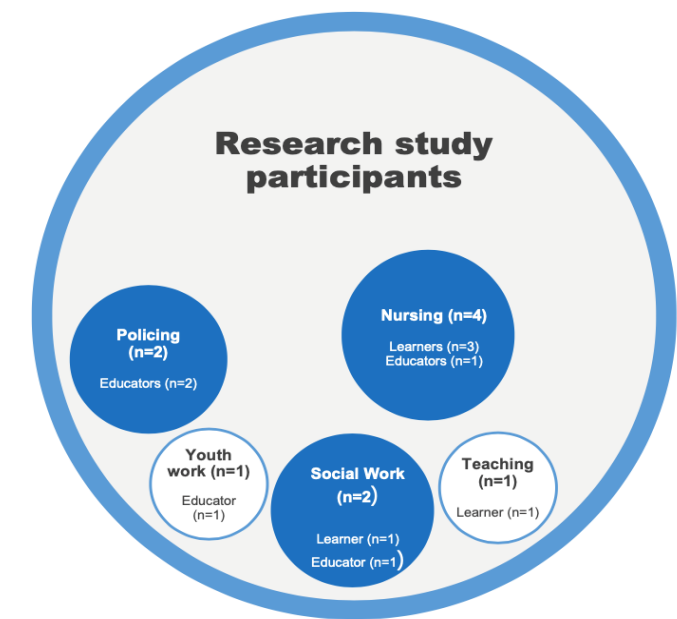 Research study
participants
Policing
(n=2)
Educators (n=2)
Nursing (n=4)
Learners (n=3)
Educators (n=1)
Youth
work (n=1)
Educator
(n=1)
Social Work
(n=2)
Learner (n=1)
Educator (n=1)
Teaching
(n=1)
Learner (n=1)